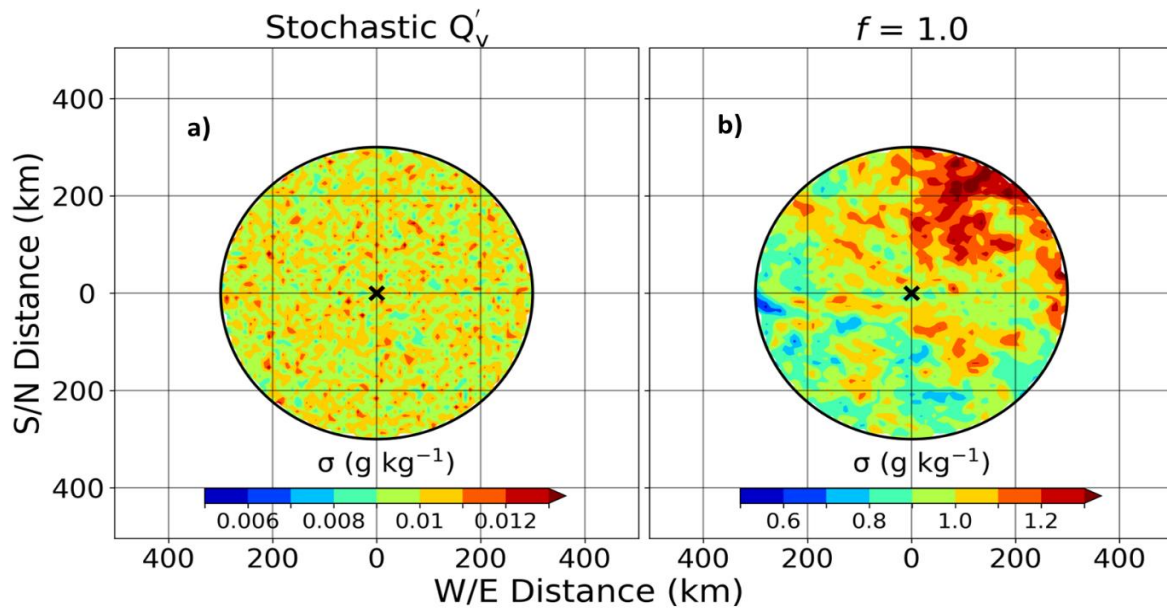 Stochastic Q′ᵥ
f = 1.0
a)
b)
S/N Distance (km)
400
200
0
200
400
σ (g kg⁻¹)
σ (g kg⁻¹)
0.006 0.008 0.01 0.012
0.6 0.8 1.0 1.2
400 200 0 200 400
400 200 0 200 400
W/E Distance (km)